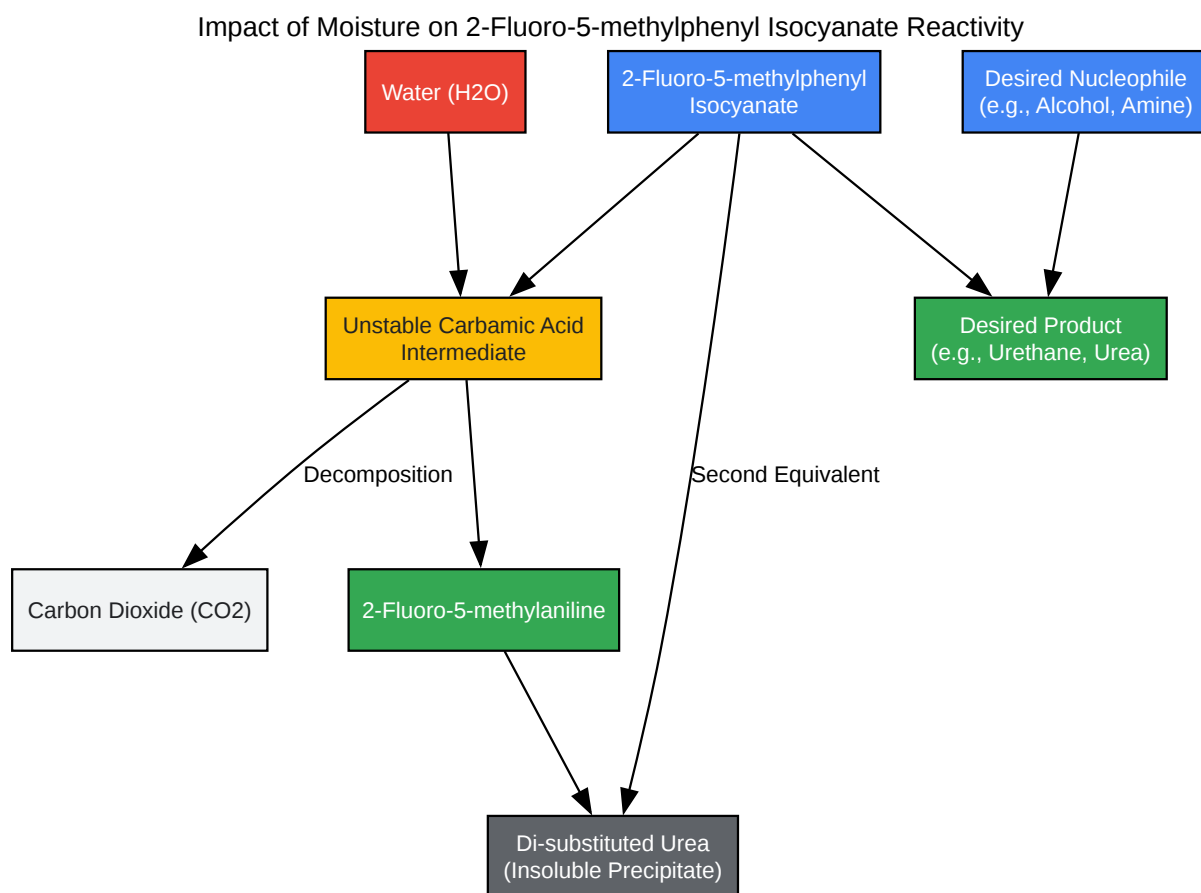 Impact of Moisture on 2-Fluoro-5-methylphenyl Isocyanate Reactivity
Water (H2O)
2-Fluoro-5-methylphenyl
Isocyanate
Desired Nucleophile
(e.g., Alcohol, Amine)
Unstable Carbamic Acid
Intermediate
Desired Product
(e.g., Urethane, Urea)
Decomposition
Second Equivalent
Carbon Dioxide (CO2)
2-Fluoro-5-methylaniline
Di-substituted Urea
(Insoluble Precipitate)